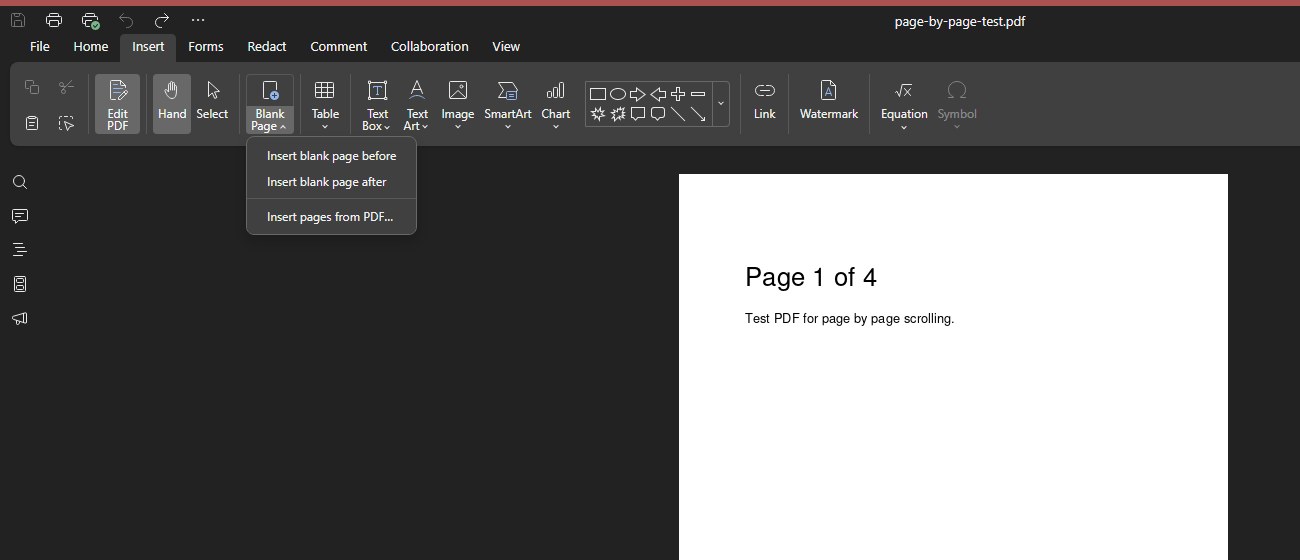 page-by-page-test.pdf
File Home Insert Forms Redact Comment Collaboration View
Edit PDF
Hand
Select
Blank Page
Table
Text Box
Text Art
Image
SmartArt
Chart
Link
Watermark
Equation
Symbol
Insert blank page before
Insert blank page after
Insert pages from PDF...
Page 1 of 4
Test PDF for page by page scrolling.